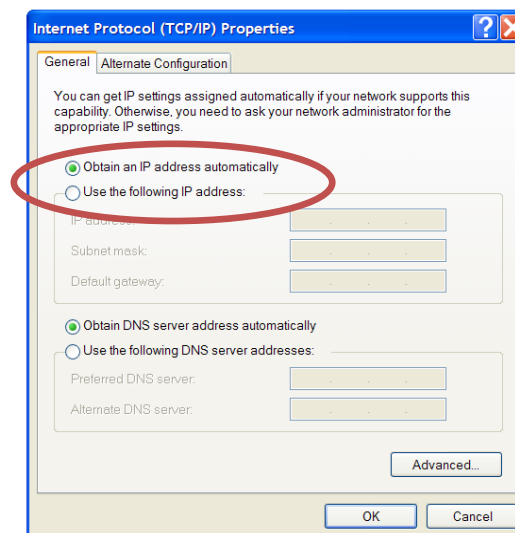 Internet Protocol (TCP/IP) Properties
General
Alternate Configuration
You can get IP settings assigned automatically if your network supports this
capability. Otherwise, you need to ask your network administrator for the
appropriate IP settings.
Obtain an IP address automatically
Use the following IP address:
IP address:
Subnet mask:
Default gateway:
Obtain DNS server address automatically
Use the following DNS server addresses:
Preferred DNS server:
Alternate DNS server:
Advanced...
OK
Cancel